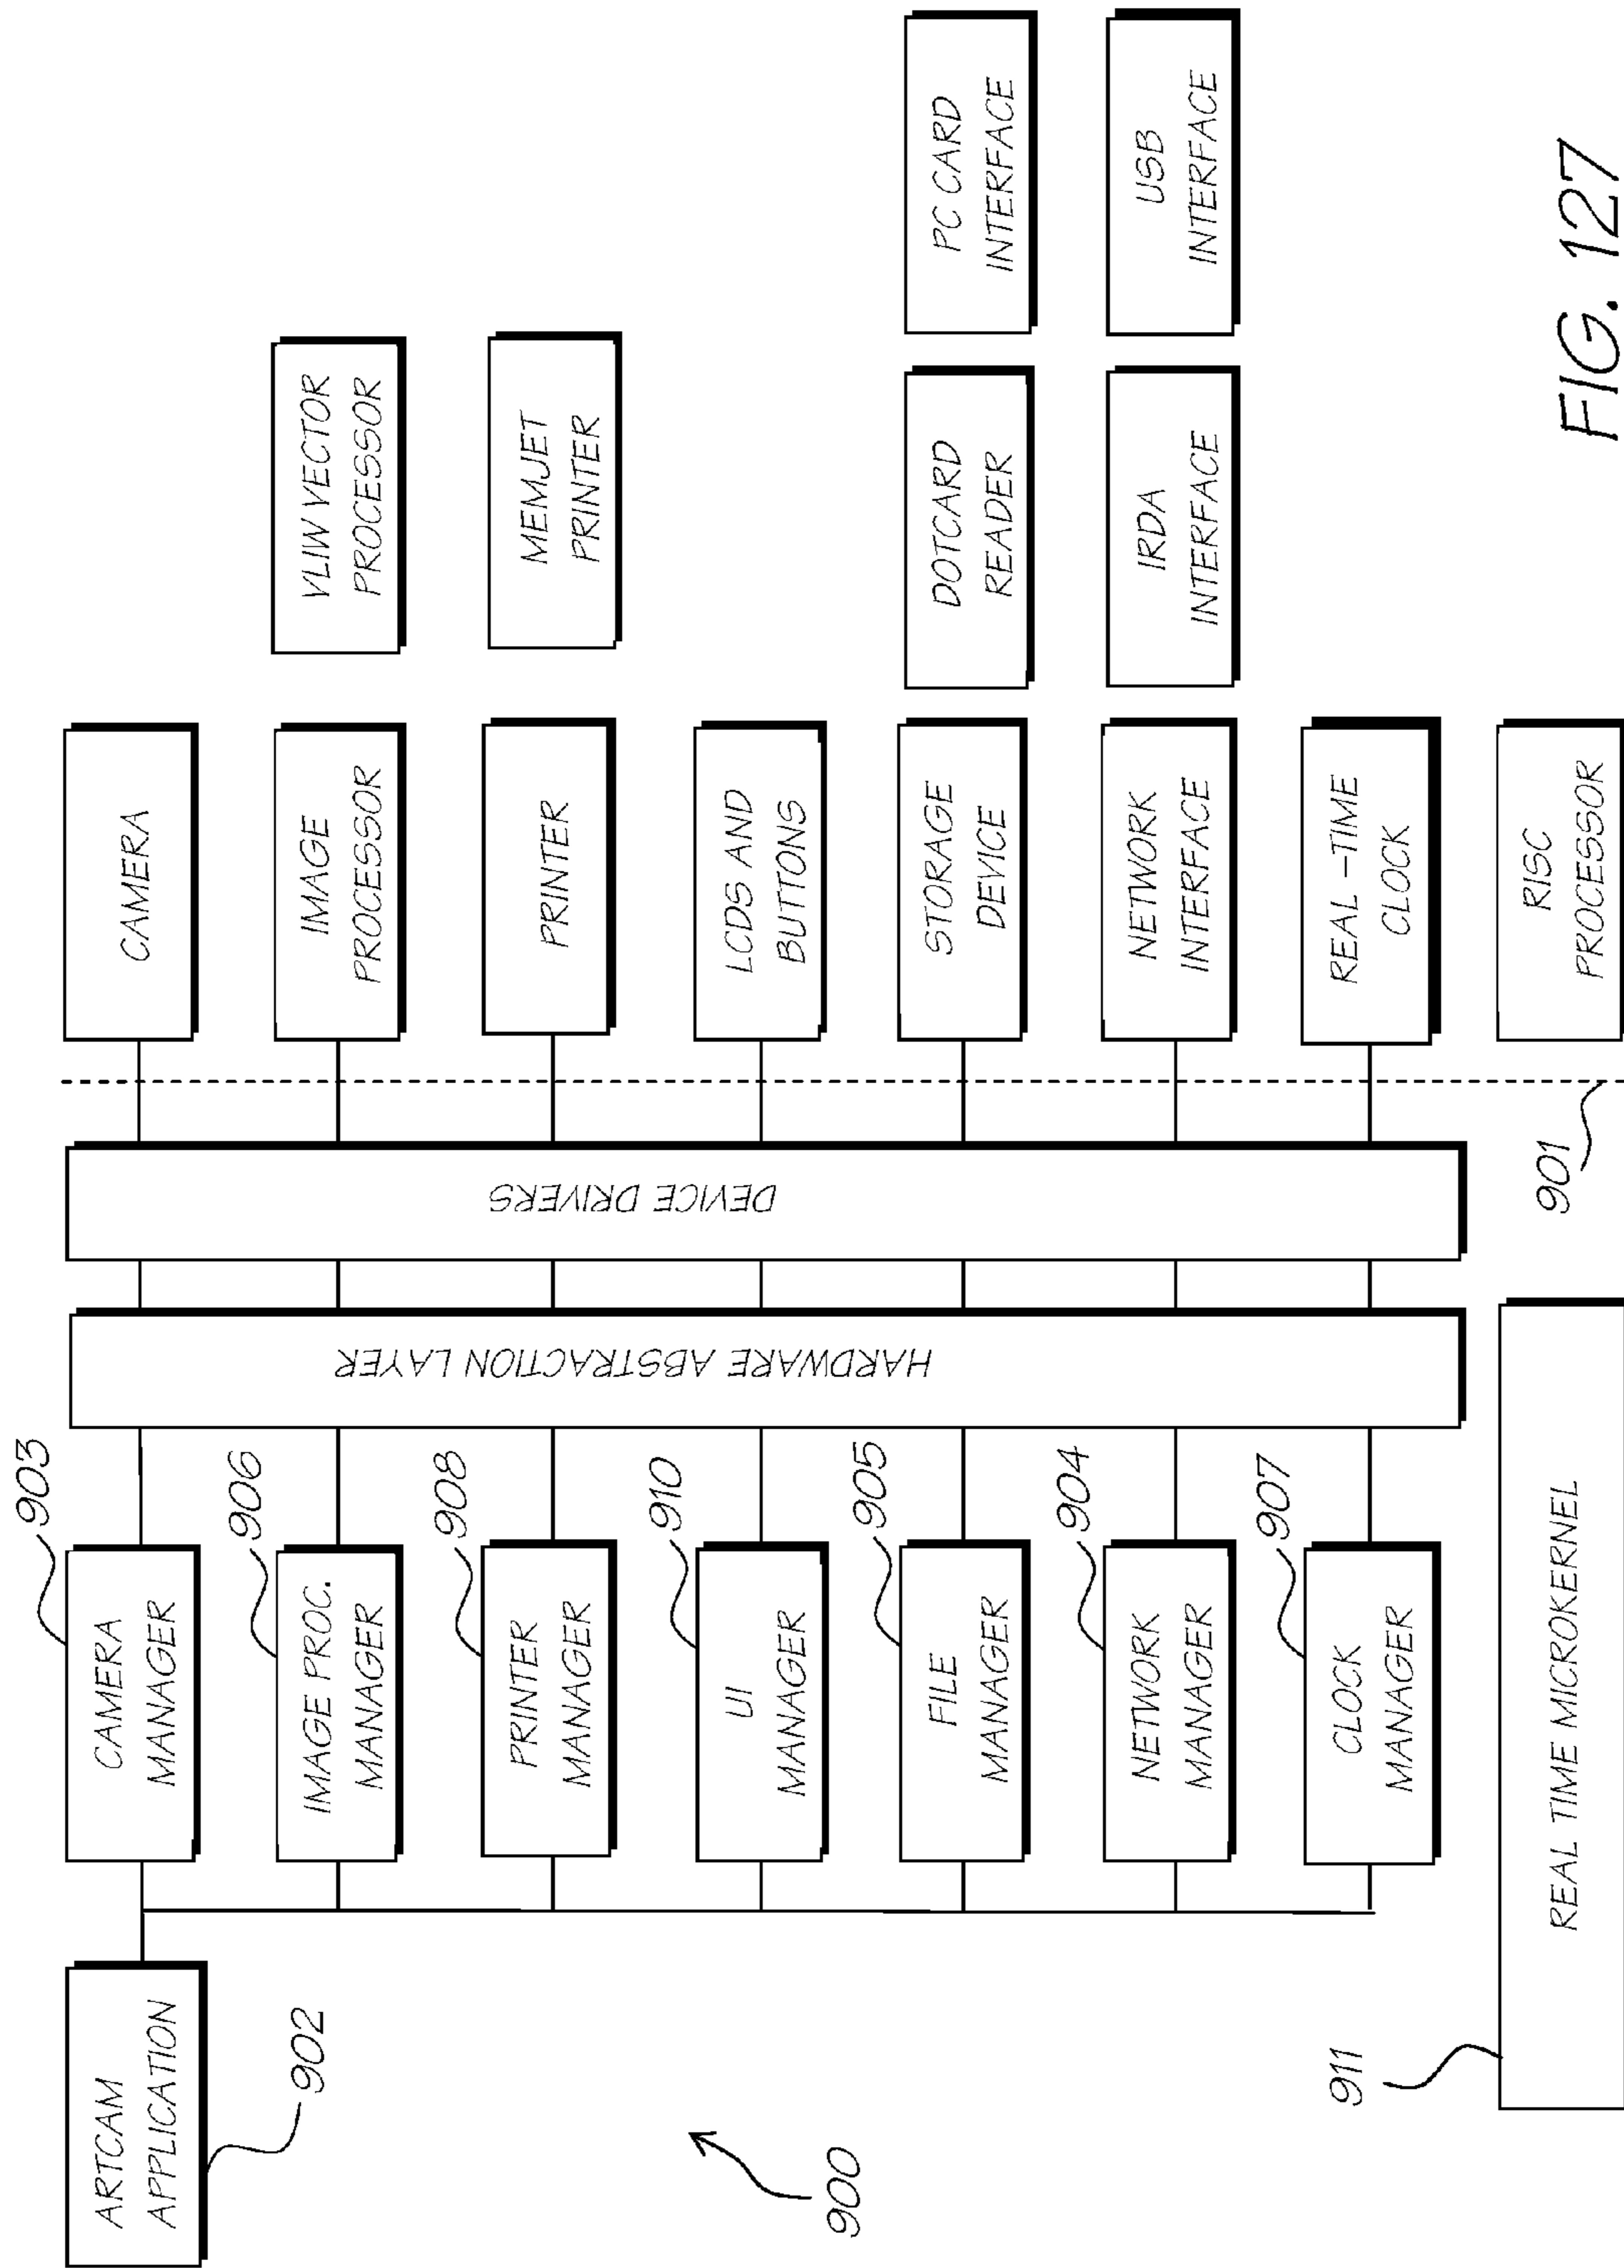 ARTCAM
APPLICATION
902
900
CAMERA
MANAGER
903
IMAGE PROC.
MANAGER
906
PRINTER
MANAGER
908
UI
MANAGER
910
FILE
MANAGER
905
NETWORK
MANAGER
904
CLOCK
MANAGER
907
REAL TIME MICROKERNEL
911
HARDWARE ABSTRACTION LAYER
DEVICE DRIVERS
901
CAMERA
IMAGE
PROCESSOR
VLIW VECTOR
PROCESSOR
PRINTER
MEMJET
PRINTER
LCDS AND
BUTTONS
STORAGE
DEVICE
DOTCARD
READER
PC CARD
INTERFACE
NETWORK
INTERFACE
IRDA
INTERFACE
USB
INTERFACE
REAL-TIME
CLOCK
RISC
PROCESSOR
FIG. 127